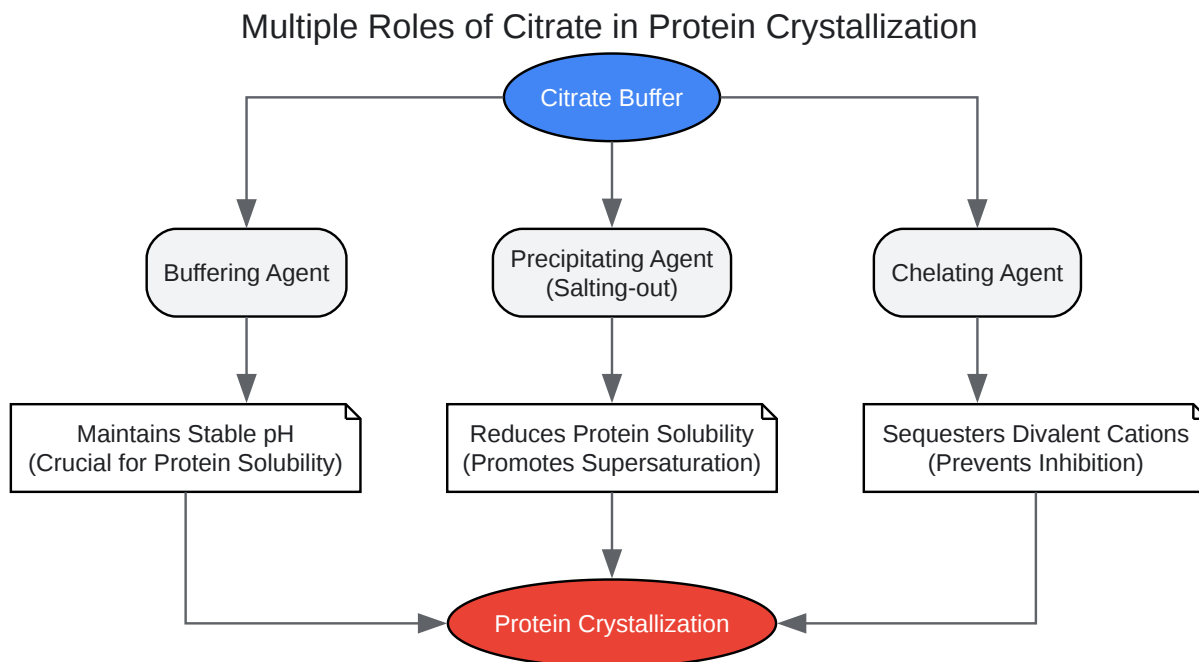 Multiple Roles of Citrate in Protein Crystallization
Citrate Buffer
Buffering Agent
Precipitating Agent
(Salting-out)
Chelating Agent
Maintains Stable pH
(Crucial for Protein Solubility)
Reduces Protein Solubility
(Promotes Supersaturation)
Sequesters Divalent Cations
(Prevents Inhibition)
Protein Crystallization